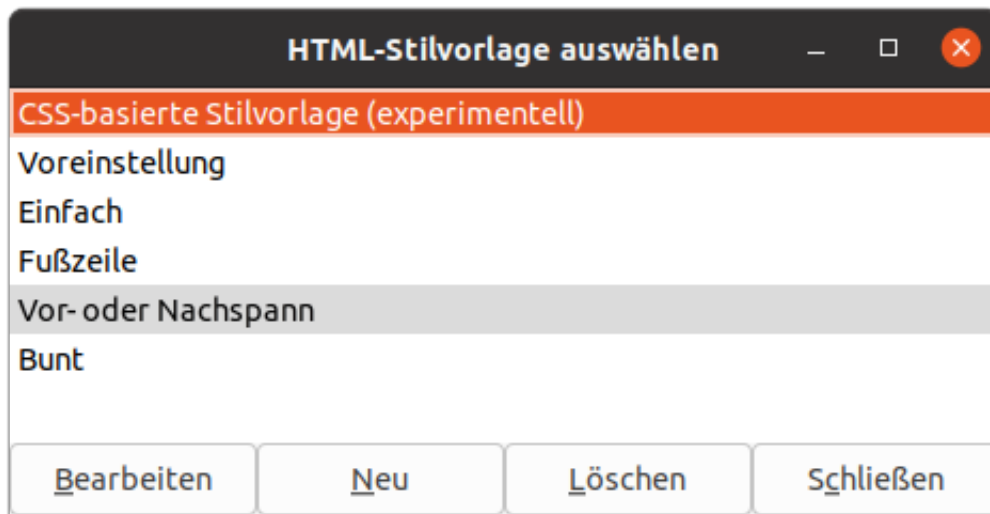 HTML-Stilvorlage auswählen
CSS-basierte Stilvorlage (experimentell)
Voreinstellung
Einfach
Fußzeile
Vor- oder Nachspann
Bunt
Bearbeiten Neu Löschen Schließen